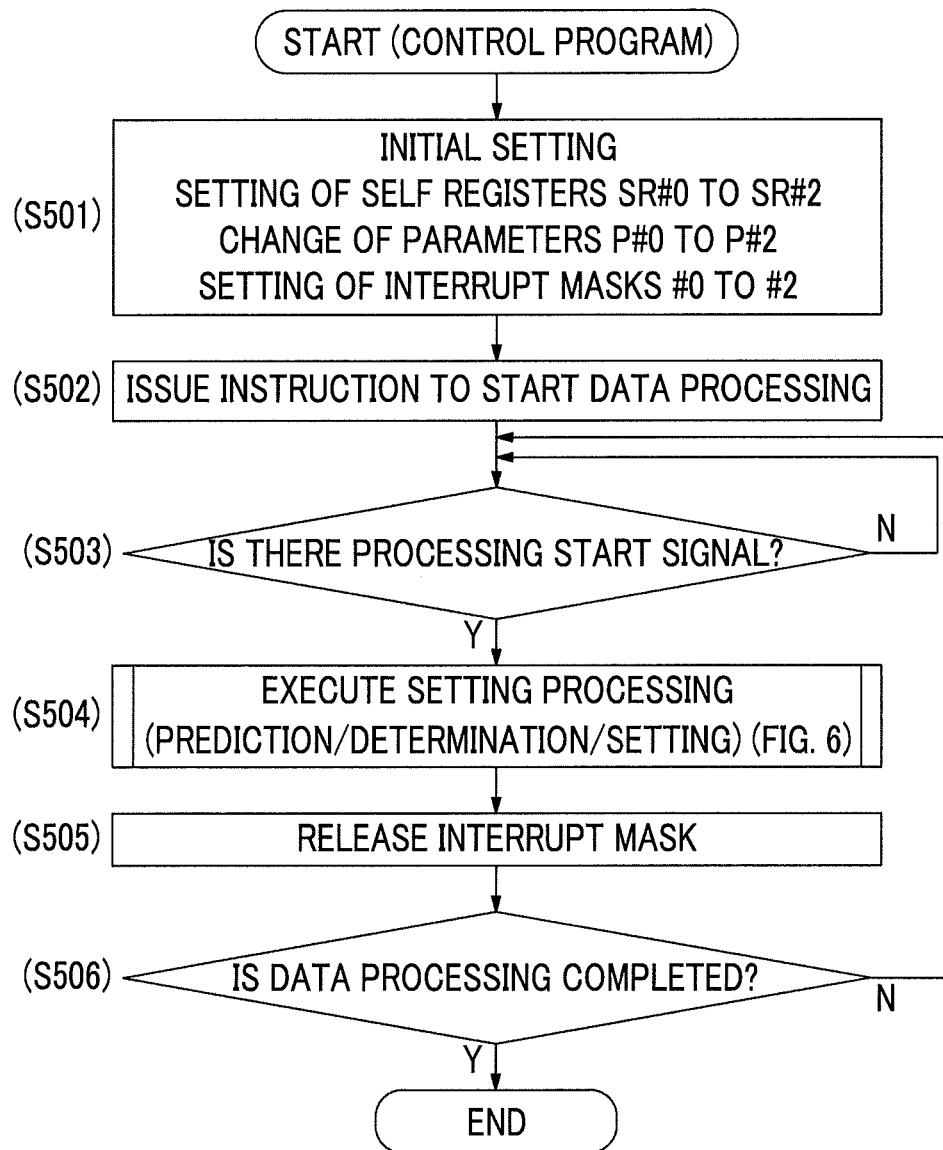 START (CONTROL PROGRAM)
(S501)
INITIAL SETTING
SETTING OF SELF REGISTERS SR#0 TO SR#2
CHANGE OF PARAMETERS P#0 TO P#2
SETTING OF INTERRUPT MASKS #0 TO #2
(S502)
ISSUE INSTRUCTION TO START DATA PROCESSING
(S503)
IS THERE PROCESSING START SIGNAL?
N
Y
(S504)
EXECUTE SETTING PROCESSING
(PREDICTION/DETERMINATION/SETTING) (FIG. 6)
(S505)
RELEASE INTERRUPT MASK
(S506)
IS DATA PROCESSING COMPLETED?
N
Y
END